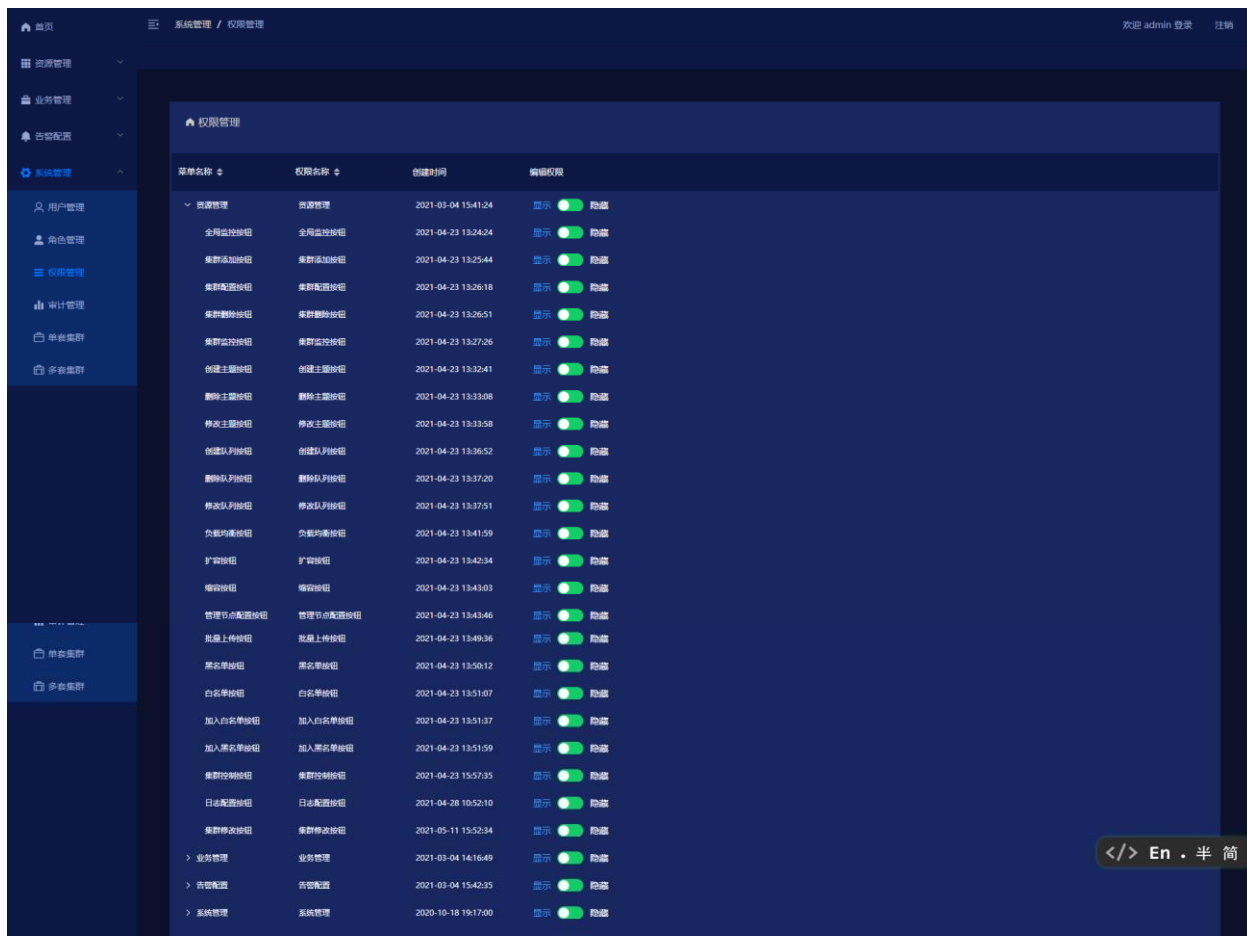 首页
系统管理 / 权限管理
欢迎 admin 登录 注销
资源管理
业务管理
告警配置
系统管理
用户管理
角色管理
权限管理
审计管理
单套集群
多套集群
单套集群
多套集群
权限管理
菜单名称 权限名称 创建时间 编辑权限
资源管理 资源管理 2021-03-04 15:41:24 显示 隐藏
全局监控按钮 全局监控按钮 2021-04-23 13:24:24 显示 隐藏
集群添加按钮 集群添加按钮 2021-04-23 13:25:44 显示 隐藏
集群配置按钮 集群配置按钮 2021-04-23 13:26:18 显示 隐藏
集群删除按钮 集群删除按钮 2021-04-23 13:26:51 显示 隐藏
集群监控按钮 集群监控按钮 2021-04-23 13:27:26 显示 隐藏
创建主题按钮 创建主题按钮 2021-04-23 13:32:41 显示 隐藏
删除主题按钮 删除主题按钮 2021-04-23 13:33:08 显示 隐藏
修改主题按钮 修改主题按钮 2021-04-23 13:33:58 显示 隐藏
创建队列按钮 创建队列按钮 2021-04-23 13:36:52 显示 隐藏
删除队列按钮 删除队列按钮 2021-04-23 13:37:20 显示 隐藏
修改队列按钮 修改队列按钮 2021-04-23 13:37:51 显示 隐藏
负载均衡按钮 负载均衡按钮 2021-04-23 13:41:59 显示 隐藏
扩容按钮 扩容按钮 2021-04-23 13:42:34 显示 隐藏
缩容按钮 缩容按钮 2021-04-23 13:43:03 显示 隐藏
管理节点配置按钮 管理节点配置按钮 2021-04-23 13:43:46 显示 隐藏
批量上传按钮 批量上传按钮 2021-04-23 13:49:36 显示 隐藏
黑名单按钮 黑名单按钮 2021-04-23 13:50:12 显示 隐藏
白名单按钮 白名单按钮 2021-04-23 13:51:07 显示 隐藏
加入白名单按钮 加入白名单按钮 2021-04-23 13:51:37 显示 隐藏
加入黑名单按钮 加入黑名单按钮 2021-04-23 13:51:59 显示 隐藏
集群控制按钮 集群控制按钮 2021-04-23 15:57:35 显示 隐藏
日志配置按钮 日志配置按钮 2021-04-28 10:52:10 显示 隐藏
集群修改按钮 集群修改按钮 2021-05-11 15:52:34 显示 隐藏
业务管理 业务管理 2021-03-04 14:16:49 显示 隐藏
告警配置 告警配置 2021-03-04 15:42:35 显示 隐藏
系统管理 系统管理 2020-10-18 19:17:00 显示 隐藏
</> En . 半 简